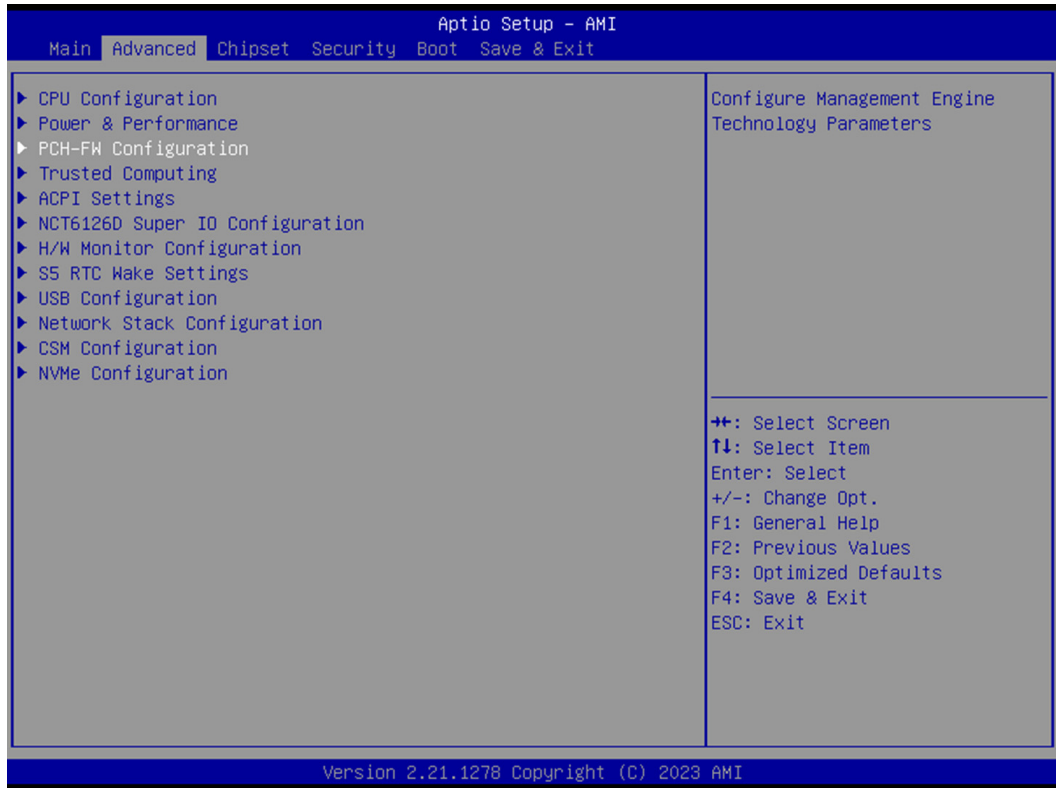 Aptio Setup – AMI
Main Advanced Chipset Security Boot Save & Exit
▶ CPU Configuration
▶ Power & Performance
▶ PCH-FW Configuration
▶ Trusted Computing
▶ ACPI Settings
▶ NCT6126D Super IO Configuration
▶ H/W Monitor Configuration
▶ S5 RTC Wake Settings
▶ USB Configuration
▶ Network Stack Configuration
▶ CSM Configuration
▶ NVMe Configuration
Configure Management Engine
Technology Parameters
→←: Select Screen
↑↓: Select Item
Enter: Select
+/-: Change Opt.
F1: General Help
F2: Previous Values
F3: Optimized Defaults
F4: Save & Exit
ESC: Exit
Version 2.21.1278 Copyright (C) 2023 AMI